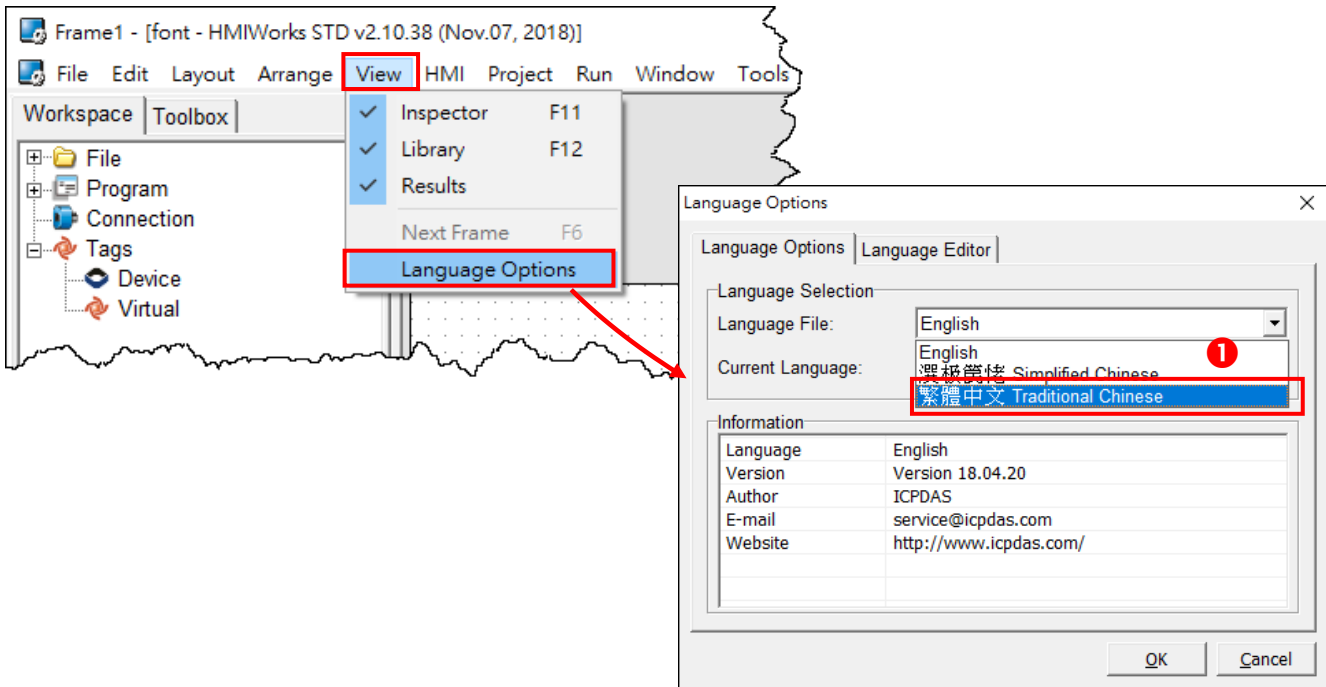 Frame1 - [font - HMIWorks STD v2.10.38 (Nov.07, 2018)]
File Edit Layout Arrange View HMI Project Run Window Tools
Workspace Toolbox
File
Program
Connection
Tags
Device
Virtual
Inspector F11
Library F12
Results
Next Frame F6
Language Options
Language Options
Language Options Language Editor
Language Selection
Language File: English
Current Language:
English
1
Simplified Chinese
繁體中文 Traditional Chinese
Information
Language English
Version Version 18.04.20
Author ICPDAS
E-mail service@icpdas.com
Website http://www.icpdas.com/
OK Cancel